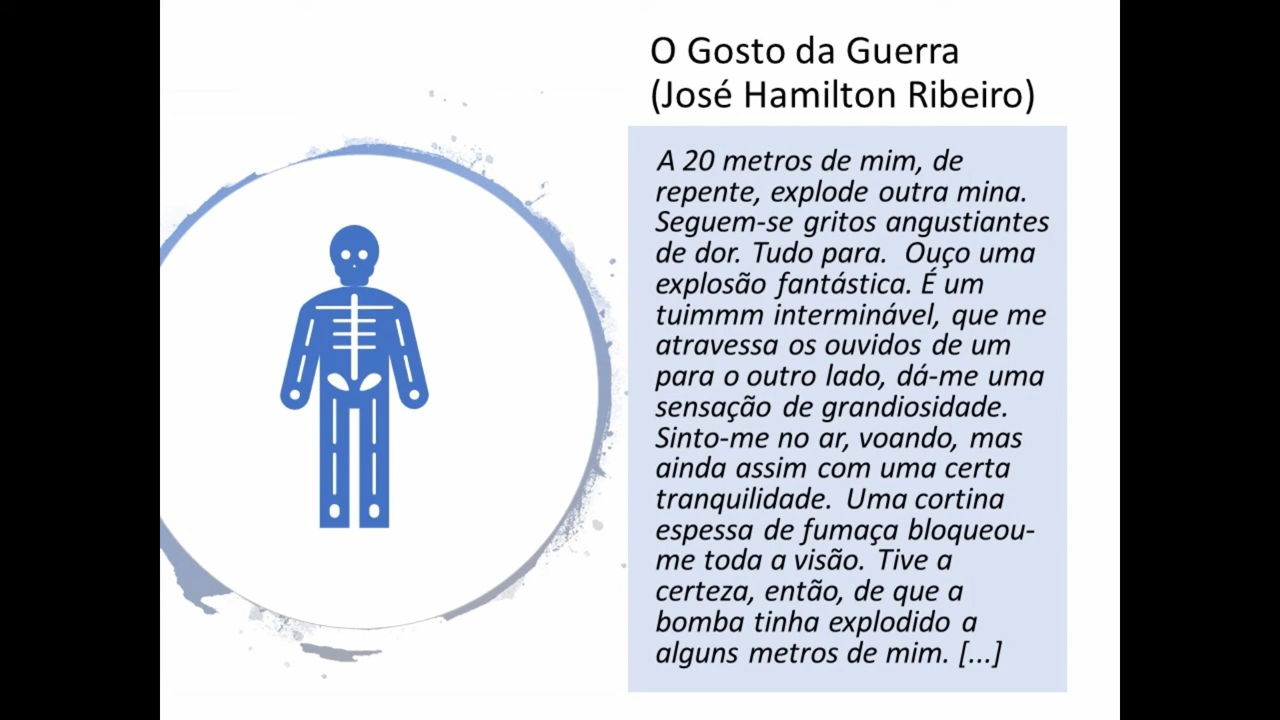 O Gosto da Guerra
(José Hamilton Ribeiro)
A 20 metros de mim, de
repente, explode outra mina.
Seguem-se gritos angustiantes
de dor. Tudo para. Ouço uma
explosão fantástica. É um
tuimmm interminável, que me
atravessa os ouvidos de um
para o outro lado, dá-me uma
sensação de grandiosidade.
Sinto-me no ar, voando, mas
ainda assim com uma certa
tranquilidade. Uma cortina
espessa de fumaça bloqueou-
me toda a visão. Tive a
certeza, então, de que a
bomba tinha explodido a
alguns metros de mim. [...]